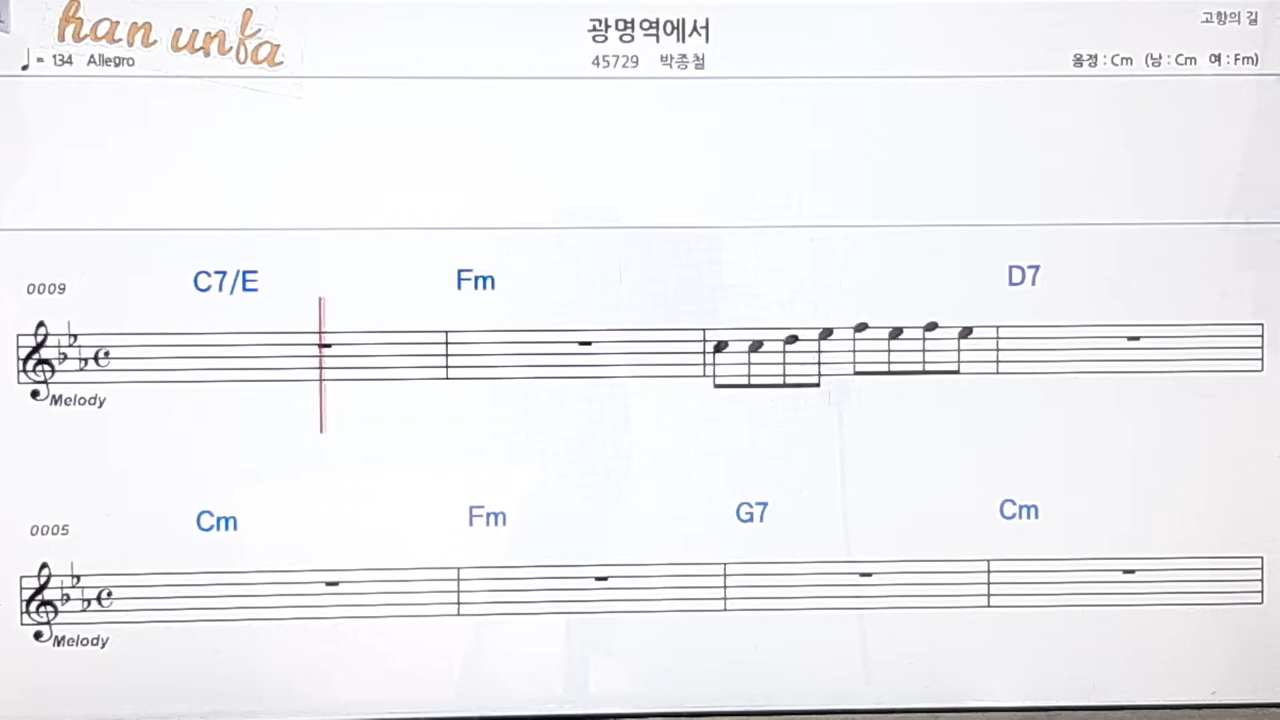 han unfa
광명역에서
고향의 길
♩ = 134 Allegro
45729 박종철
음정 : Cm (남 : Cm 여 : Fm)
C7/E Fm D7
0009
Melody
Cm Fm G7 Cm
0005
Melody